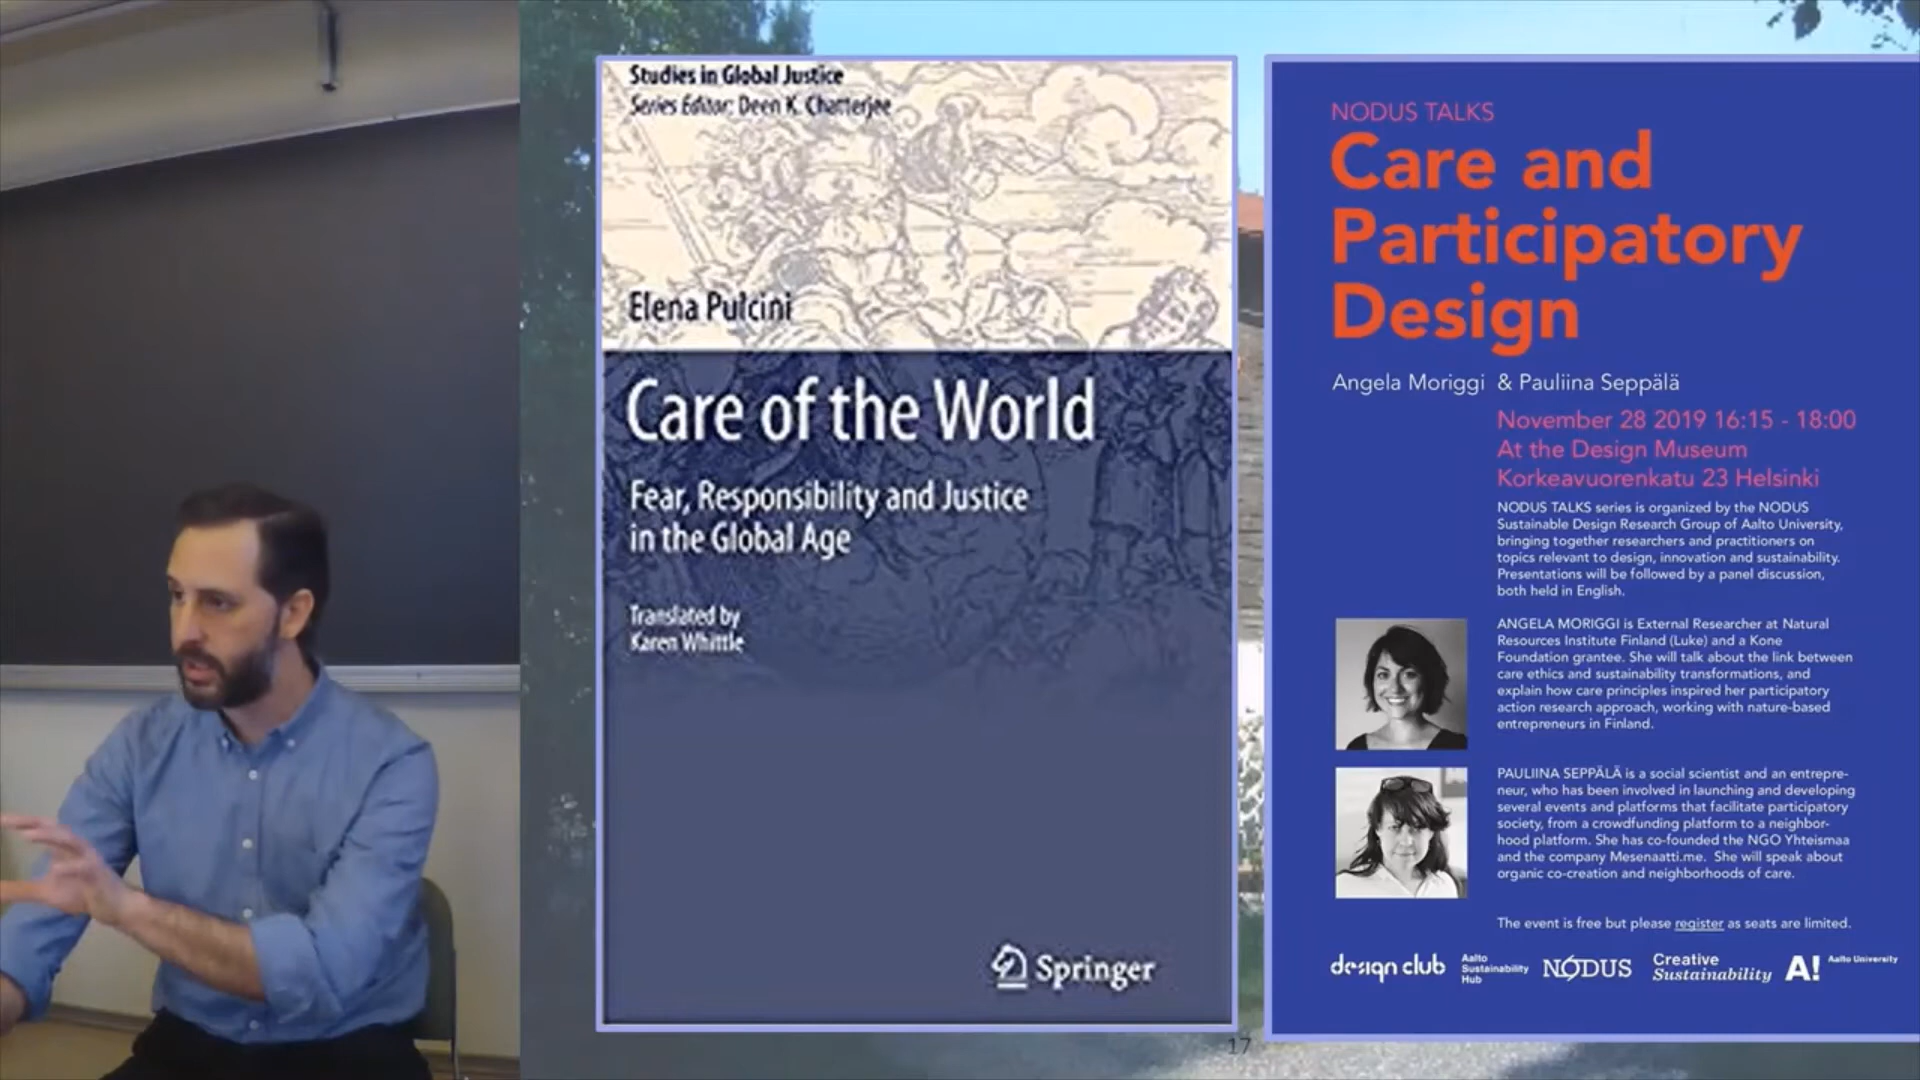 Studies in Global Justice
Series Editor: Deen K. Chatterjee
Elena Pulcini
Care of the World
Fear, Responsibility and Justice
in the Global Age
Translated by
Karen Whittle
Springer
17
NODUS TALKS
Care and
Participatory
Design
Angela Moriggi & Pauliina Seppälä
November 28 2019 16:15 - 18:00
At the Design Museum
Korkeavuorenkatu 23 Helsinki
NODUS TALKS series is organized by the NODUS
Sustainable Design Research Group of Aalto University,
bringing together researchers and practitioners on
topics relevant to design, innovation and sustainability.
Presentations will be followed by a panel discussion,
both held in English.
ANGELA MORIGGI is External Researcher at Natural
Resources Institute Finland (Luke) and a Kone
Foundation grantee. She will talk about the link between
care ethics and sustainability transformations, and
explain how care principles inspired her participatory
action research approach, working with nature-based
entrepreneurs in Finland.
PAULIINA SEPPÄLÄ is a social scientist and an entrepre-
neur, who has been involved in launching and developing
several events and platforms that facilitate participatory
society, from a crowdfunding platform to a neighbor-
hood platform. She has co-founded the NGO Yhteismaa
and the company Mesenaatti.me. She will speak about
organic co-creation and neighborhoods of care.
The event is free but please register as seats are limited.
design club
Aalto
Sustainability
Hub
NODUS
Creative
Sustainability
A!
Aalto University